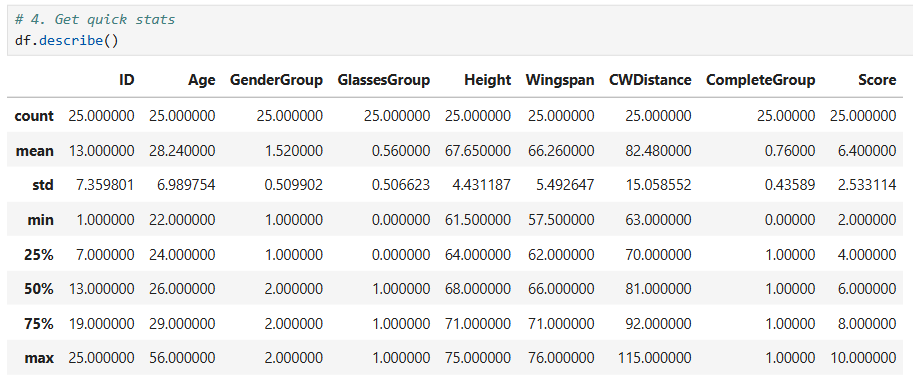 # 4. Get quick stats
df.describe()
ID Age GenderGroup GlassesGroup Height Wingspan CWDistance CompleteGroup Score
count 25.000000 25.000000 25.000000 25.000000 25.000000 25.000000 25.000000 25.00000 25.000000
mean 13.000000 28.240000 1.520000 0.560000 67.650000 66.260000 82.480000 0.76000 6.400000
std 7.359801 6.989754 0.509902 0.506623 4.431187 5.492647 15.058552 0.43589 2.533114
min 1.000000 22.000000 1.000000 0.000000 61.500000 57.500000 63.000000 0.00000 2.000000
25% 7.000000 24.000000 1.000000 0.000000 64.000000 62.000000 70.000000 1.00000 4.000000
50% 13.000000 26.000000 2.000000 1.000000 68.000000 66.000000 81.000000 1.00000 6.000000
75% 19.000000 29.000000 2.000000 1.000000 71.000000 71.000000 92.000000 1.00000 8.000000
max 25.000000 56.000000 2.000000 1.000000 75.000000 76.000000 115.000000 1.00000 10.000000